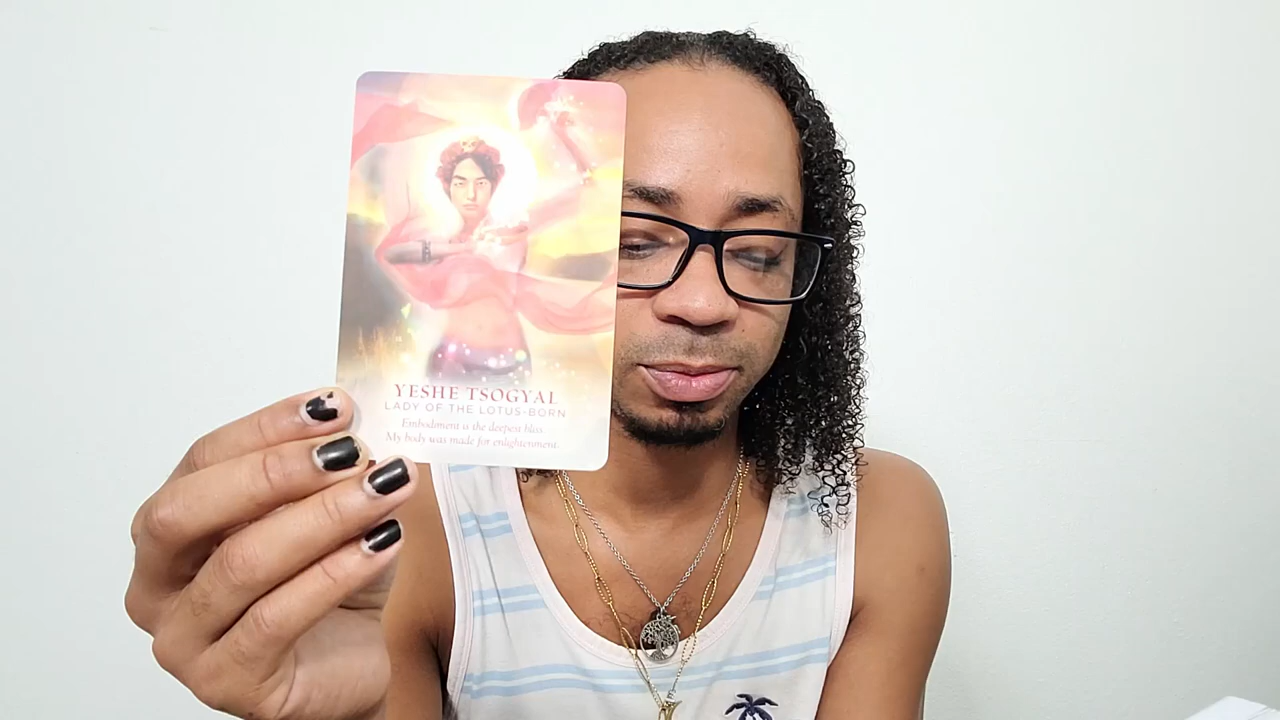 YESHE TSOGYAL
LADY OF THE LOTUS-BORN
Embodiment is the deepest bliss.
My body was made for enlightenment.